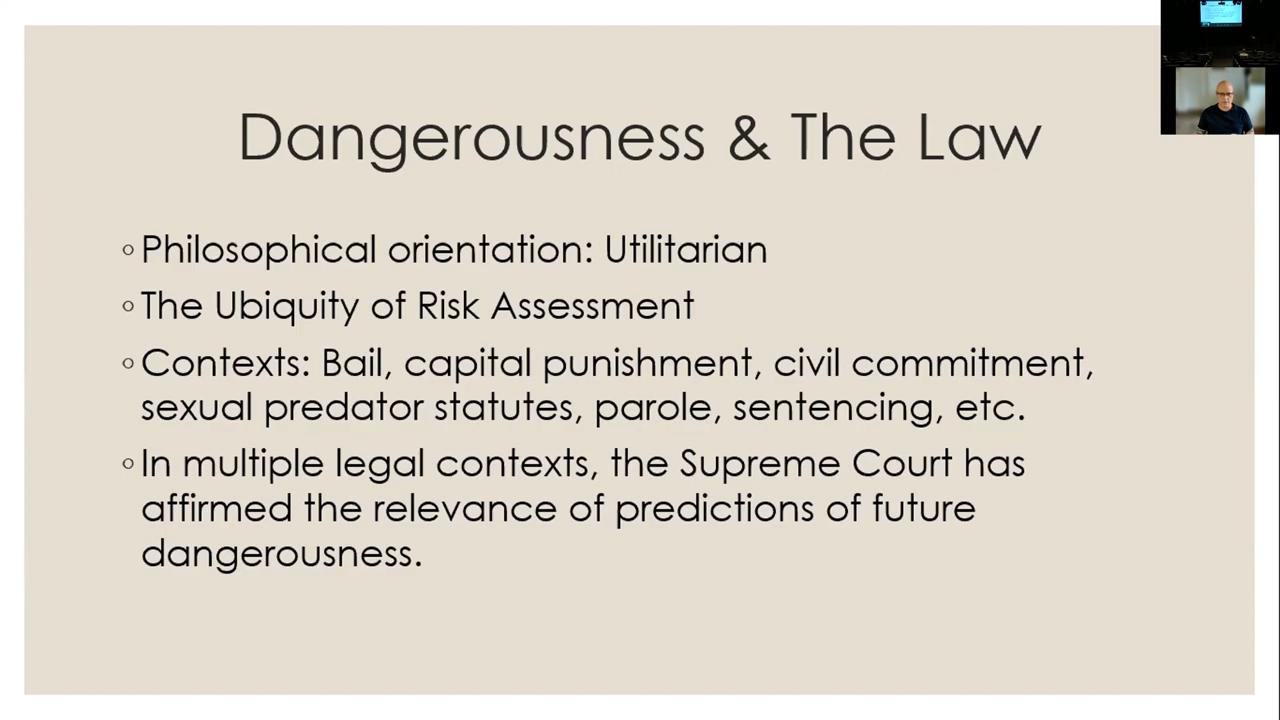 Dangerousness & The Law
◦Philosophical orientation: Utilitarian
◦The Ubiquity of Risk Assessment
◦Contexts: Bail, capital punishment, civil commitment,
sexual predator statutes, parole, sentencing, etc.
◦In multiple legal contexts, the Supreme Court has
affirmed the relevance of predictions of future
dangerousness.